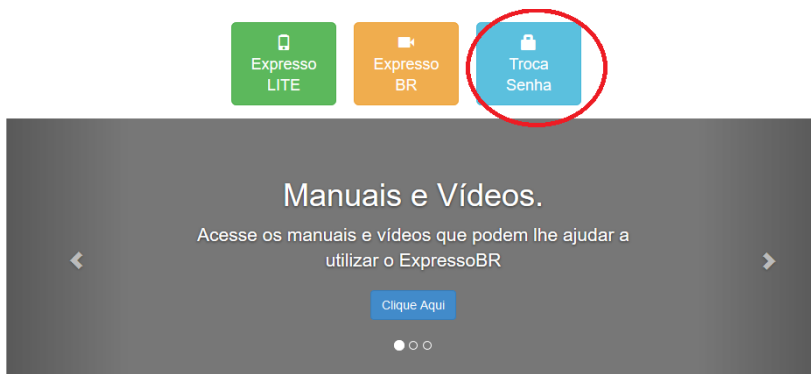 Expresso
LITE
Expresso
BR
Troca
Senha
Manuais e Vídeos.
Acesse os manuais e vídeos que podem lhe ajudar a
utilizar o ExpressoBR
Clique Aqui